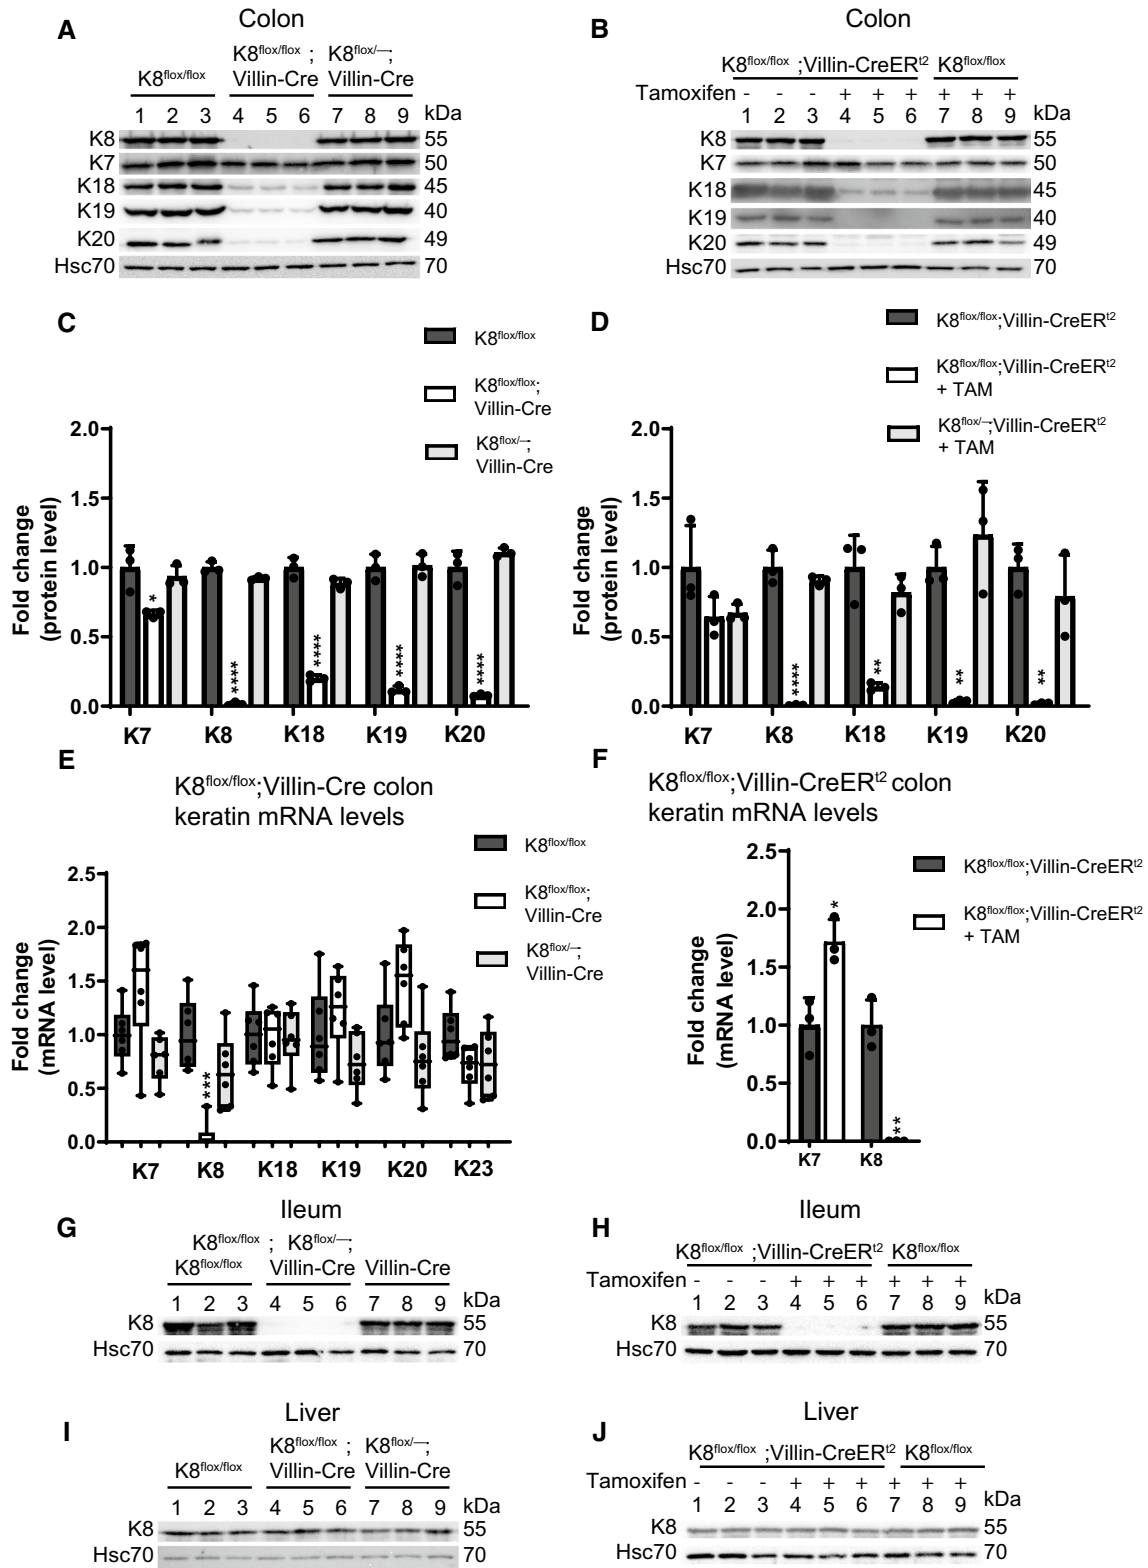 A
Colon
K8flox/flox
K8flox/flox ;
Villin-Cre
K8flox/–;
Villin-Cre
1 2 3 4 5 6 7 8 9 kDa
K8 55
K7 50
K18 45
K19 40
K20 49
Hsc70 70
B
Colon
K8flox/flox ;Villin-CreERt2 K8flox/flox
Tamoxifen - - - + + + + + +
1 2 3 4 5 6 7 8 9 kDa
K8 55
K7 50
K18 45
K19 40
K20 49
Hsc70 70
C
K8flox/flox
K8flox/flox;
Villin-Cre
K8flox/–;
Villin-Cre
Fold change
(protein level)
2.0
1.5
1.0
0.5
0.0
* **** **** **** ****
K7 K8 K18 K19 K20
D
K8flox/flox;Villin-CreERt2
K8flox/flox;Villin-CreERt2
+ TAM
K8flox/–;Villin-CreERt2
+ TAM
Fold change
(protein level)
2.0
1.5
1.0
0.5
0.0
**** ** ** **
K7 K8 K18 K19 K20
E
K8flox/flox;Villin-Cre colon
keratin mRNA levels
K8flox/flox
K8flox/flox;
Villin-Cre
K8flox/–;
Villin-Cre
Fold change
(mRNA level)
2.5
2.0
1.5
1.0
0.5
0.0
***
K7 K8 K18 K19 K20 K23
F
K8flox/flox;Villin-CreERt2 colon
keratin mRNA levels
K8flox/flox;Villin-CreERt2
K8flox/flox;Villin-CreERt2
+ TAM
Fold change
(mRNA level)
2.5
2.0
1.5
1.0
0.5
0.0
* **
K7 K8
G
Ileum
K8flox/flox ; K8flox/–;
K8flox/flox Villin-Cre Villin-Cre
1 2 3 4 5 6 7 8 9 kDa
K8 55
Hsc70 70
H
Ileum
K8flox/flox ;Villin-CreERt2 K8flox/flox
Tamoxifen - - - + + + + + +
1 2 3 4 5 6 7 8 9 kDa
K8 55
Hsc70 70
I
Liver
K8flox/flox
K8flox/flox ;
Villin-Cre
K8flox/–;
Villin-Cre
1 2 3 4 5 6 7 8 9 kDa
K8 55
Hsc70 70
J
Liver
K8flox/flox ;Villin-CreERt2 K8flox/flox
Tamoxifen - - - + + + + + +
1 2 3 4 5 6 7 8 9 kDa
K8 55
Hsc70 70